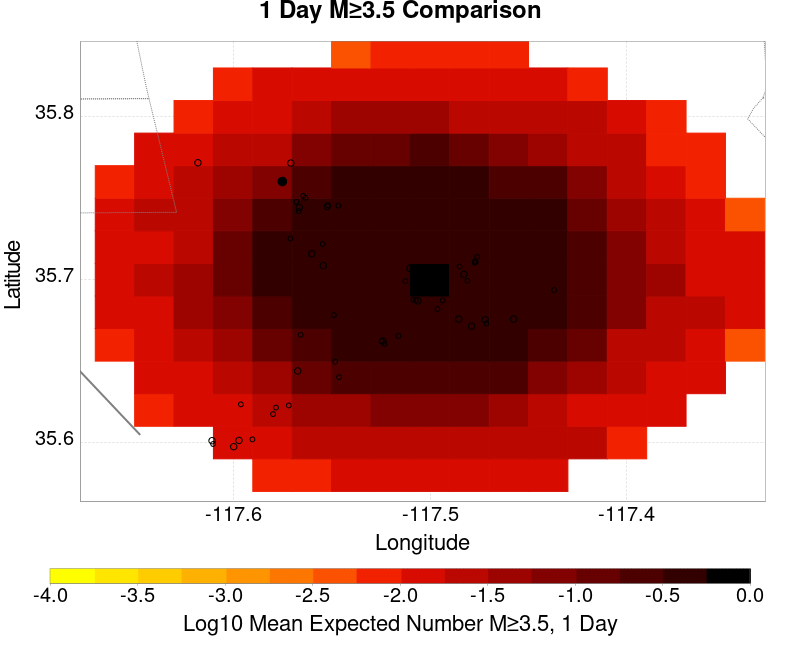 1 Day M≥3.5 Comparison
35.8
35.7
35.6
Latitude
-117.6 -117.5 -117.4
Longitude
-4.0 -3.5 -3.0 -2.5 -2.0 -1.5 -1.0 -0.5 0.0
Log10 Mean Expected Number M≥3.5, 1 Day